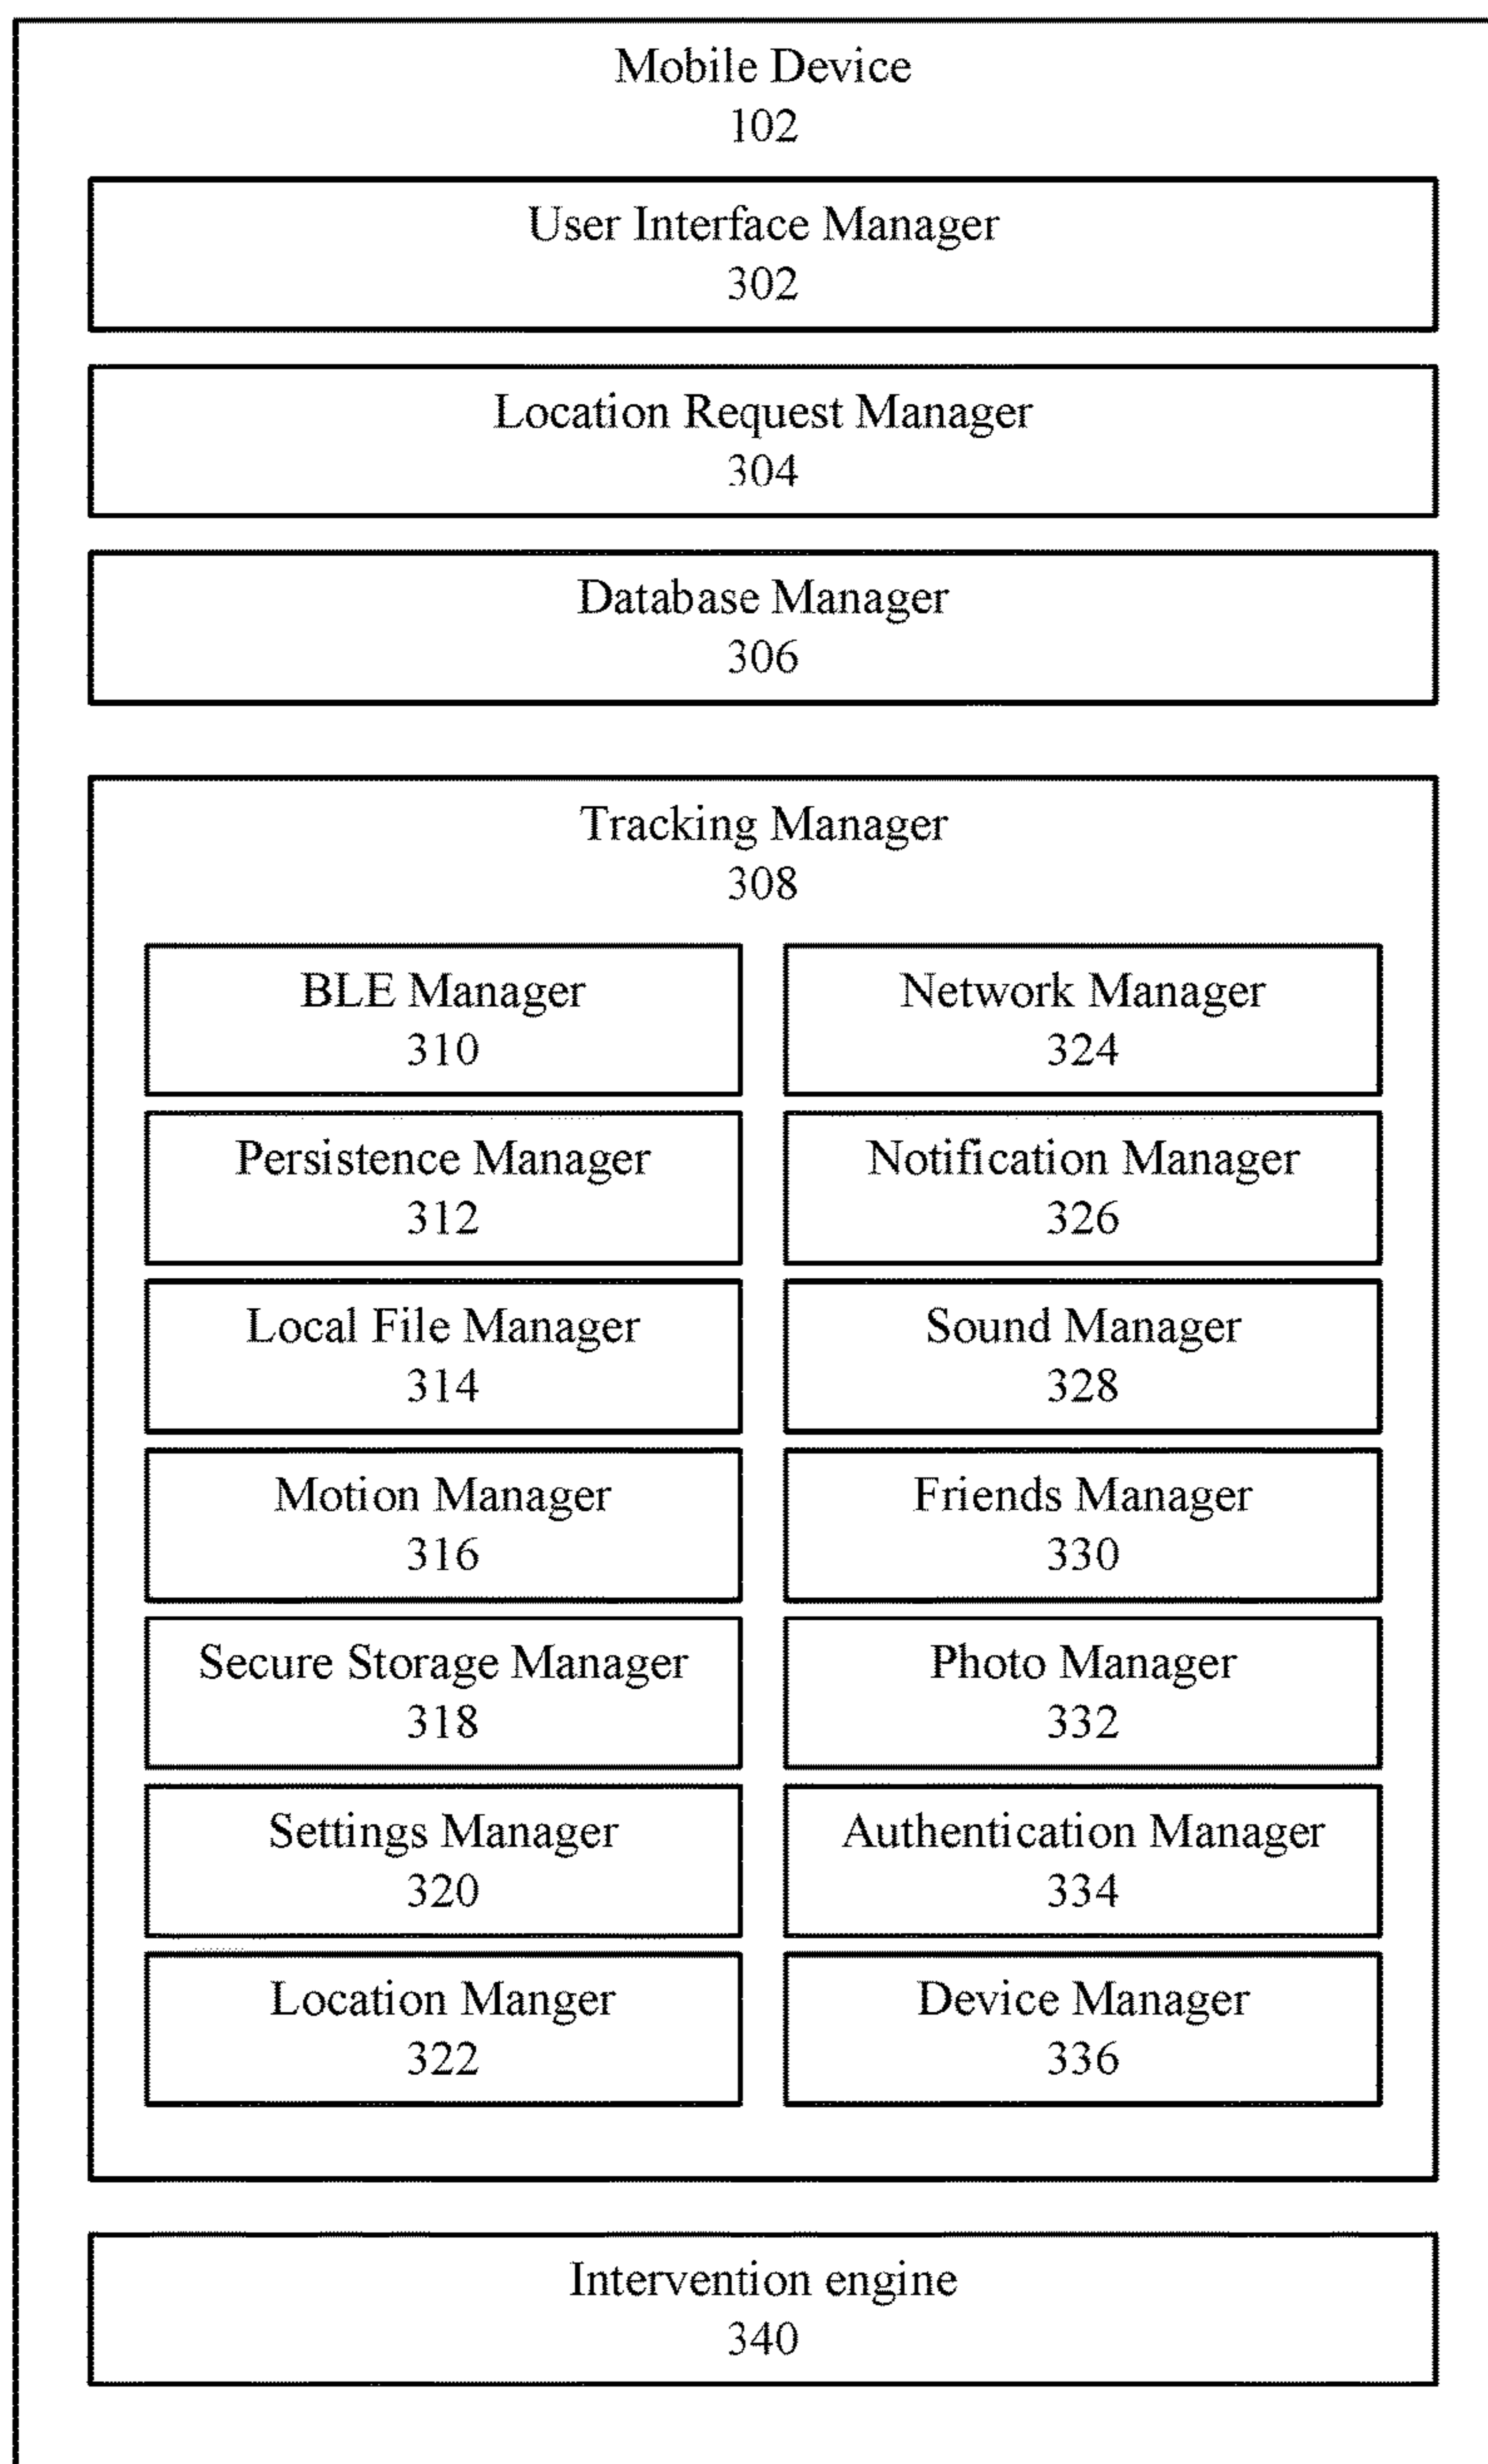 Mobile Device
102
User Interface Manager
302
Location Request Manager
304
Database Manager
306
Tracking Manager
308
BLE Manager
310
Network Manager
324
Persistence Manager
312
Notification Manager
326
Local File Manager
314
Sound Manager
328
Motion Manager
316
Friends Manager
330
Secure Storage Manager
318
Photo Manager
332
Settings Manager
320
Authentication Manager
334
Location Manger
322
Device Manager
336
Intervention engine
340